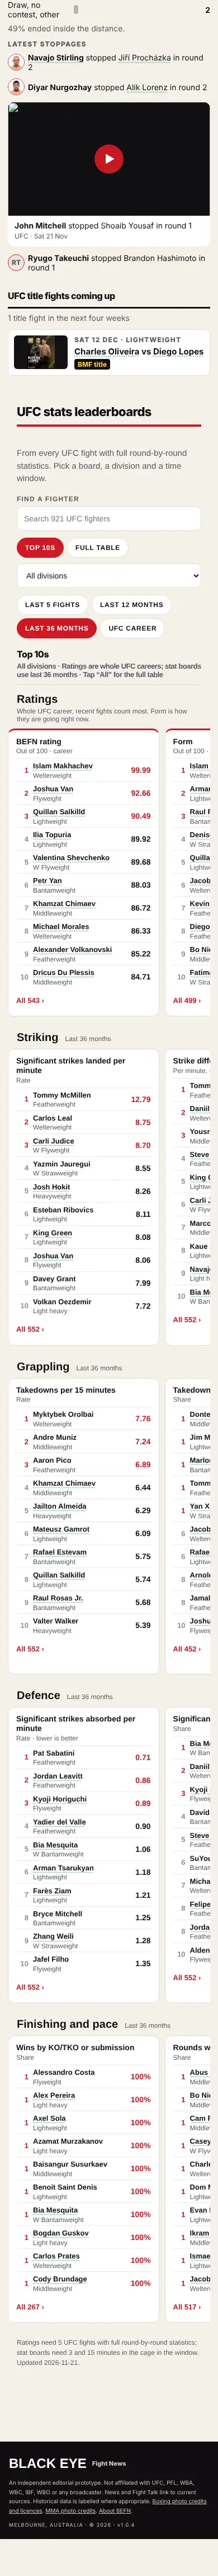 Draw, no
contest, other
2
49% ended inside the distance.
LATEST STOPPAGES
Navajo Stirling stopped Jiří Procházka in round
2
Diyar Nurgozhay stopped Alik Lorenz in round 2
John Mitchell stopped Shoaib Yousaf in round 1
UFC · Sat 21 Nov
RT
Ryugo Takeuchi stopped Brandon Hashimoto in
round 1
UFC title fights coming up
1 title fight in the next four weeks
SAT 12 DEC · LIGHTWEIGHT
Charles Oliveira vs Diego Lopes
BMF title
UFC stats leaderboards
From every UFC fight with full round-by-round
statistics. Pick a board, a division and a time
window.
FIND A FIGHTER
Search 921 UFC fighters
TOP 10S
FULL TABLE
All divisions
LAST 5 FIGHTS
LAST 12 MONTHS
LAST 36 MONTHS
UFC CAREER
Top 10s
All divisions · Ratings are whole UFC careers; stat boards
use last 36 months · Tap “All” for the full table
Ratings
Whole UFC career, recent fights count most. Form is how
they are going right now.
BEFN rating
Out of 100 · career
1 Islam Makhachev 99.99
Welterweight
2 Joshua Van 92.66
Flyweight
3 Quillan Salkilld 90.49
Lightweight
4 Ilia Topuria 89.92
Lightweight
5 Valentina Shevchenko 89.68
W Flyweight
6 Petr Yan 88.03
Bantamweight
7 Khamzat Chimaev 86.72
Middleweight
8 Michael Morales 86.33
Welterweight
9 Alexander Volkanovski 85.22
Featherweight
10 Dricus Du Plessis 84.71
Middleweight
All 543 ›
Form
Out of 100 ·
1 Islam
2
3
4
5
6
7
8
9
10
All 499 ›
Striking Last 36 months
Significant strikes landed per
minute
Rate
1 Tommy McMillen 12.79
Featherweight
2 Carlos Leal 8.75
Welterweight
3 Carli Judice 8.70
W Flyweight
4 Yazmin Jauregui 8.55
W Strawweight
5 Josh Hokit 8.26
Heavyweight
6 Esteban Ribovics 8.11
Lightweight
7 King Green 8.08
Lightweight
8 Joshua Van 8.06
Flyweight
9 Davey Grant 7.99
Bantamweight
10 Volkan Oezdemir 7.72
Light heavy
All 552 ›
Strike diff
Per minute,
1
2
3
4
5
6
7
8
9
10
All 552 ›
Grappling Last 36 months
Takedowns per 15 minutes
Rate
1 Myktybek Orolbai 7.76
Welterweight
2 Andre Muniz 7.24
Middleweight
3 Aaron Pico 6.89
Featherweight
4 Khamzat Chimaev 6.44
Middleweight
5 Jailton Almeida 6.29
Heavyweight
6 Mateusz Gamrot 6.09
Lightweight
7 Rafael Estevam 5.75
Bantamweight
8 Quillan Salkilld 5.74
Lightweight
9 Raul Rosas Jr. 5.68
Bantamweight
10 Valter Walker 5.39
Heavyweight
All 552 ›
Takedown
Share
All 452 ›
Defence Last 36 months
Significant strikes absorbed per
minute
Rate · lower is better
1 Pat Sabatini 0.71
Featherweight
2 Jordan Leavitt 0.86
Featherweight
3 Kyoji Horiguchi 0.89
Flyweight
4 Yadier del Valle 0.90
Featherweight
5 Bia Mesquita 1.06
W Bantamweight
6 Arman Tsarukyan 1.18
Lightweight
7 Farès Ziam 1.21
Lightweight
8 Bryce Mitchell 1.25
Bantamweight
9 Zhang Weili 1.28
W Strawweight
10 Jafel Filho 1.35
Flyweight
All 552 ›
Significan
Share
All 552 ›
Finishing and pace Last 36 months
Wins by KO/TKO or submission
Share
1 Alessandro Costa 100%
Flyweight
1 Alex Pereira 100%
Light heavy
1 Axel Sola 100%
Lightweight
1 Azamat Murzakanov 100%
Light heavy
1 Baisangur Susurkaev 100%
Middleweight
1 Benoit Saint Denis 100%
Lightweight
1 Bia Mesquita 100%
W Bantamweight
1 Bogdan Guskov 100%
Light heavy
1 Carlos Prates 100%
Welterweight
1 Cody Brundage 100%
Middleweight
All 267 ›
Rounds w
Share
All 517 ›
Ratings need 5 UFC fights with full round-by-round statistics;
stat boards need 3 and 15 minutes in the cage in the window.
Updated 2026-11-21.
BLACK EYE Fight News
An independent editorial prototype. Not affiliated with UFC, PFL, WBA,
WBC, IBF, WBO or any broadcaster. News and Fight Talk link to current
sources. Historical data is labelled where appropriate. Boxing photo credits
and licences. MMA photo credits. About BEFN.
MELBOURNE, AUSTRALIA · © 2026 · v1.0.4